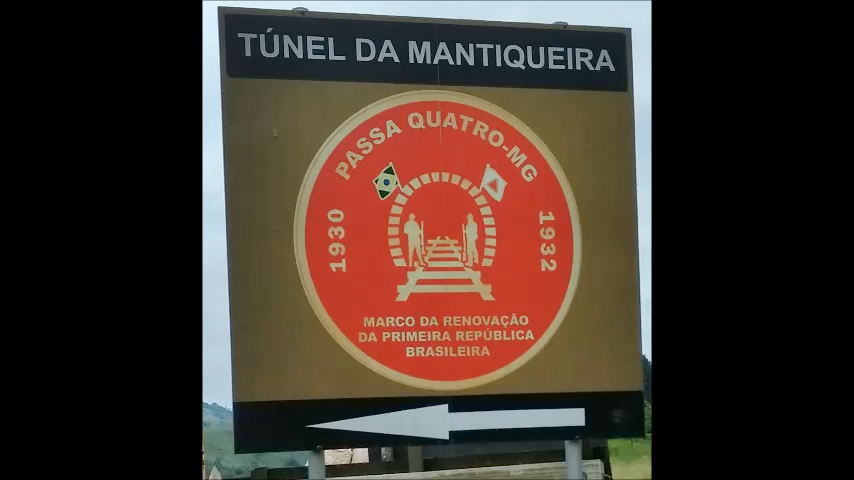 TÚNEL DA MANTIQUEIRA
PASSA QUATRO-MG
1930
1932
MARCO DA RENOVAÇÃO
DA PRIMEIRA REPÚBLICA
BRASILEIRA